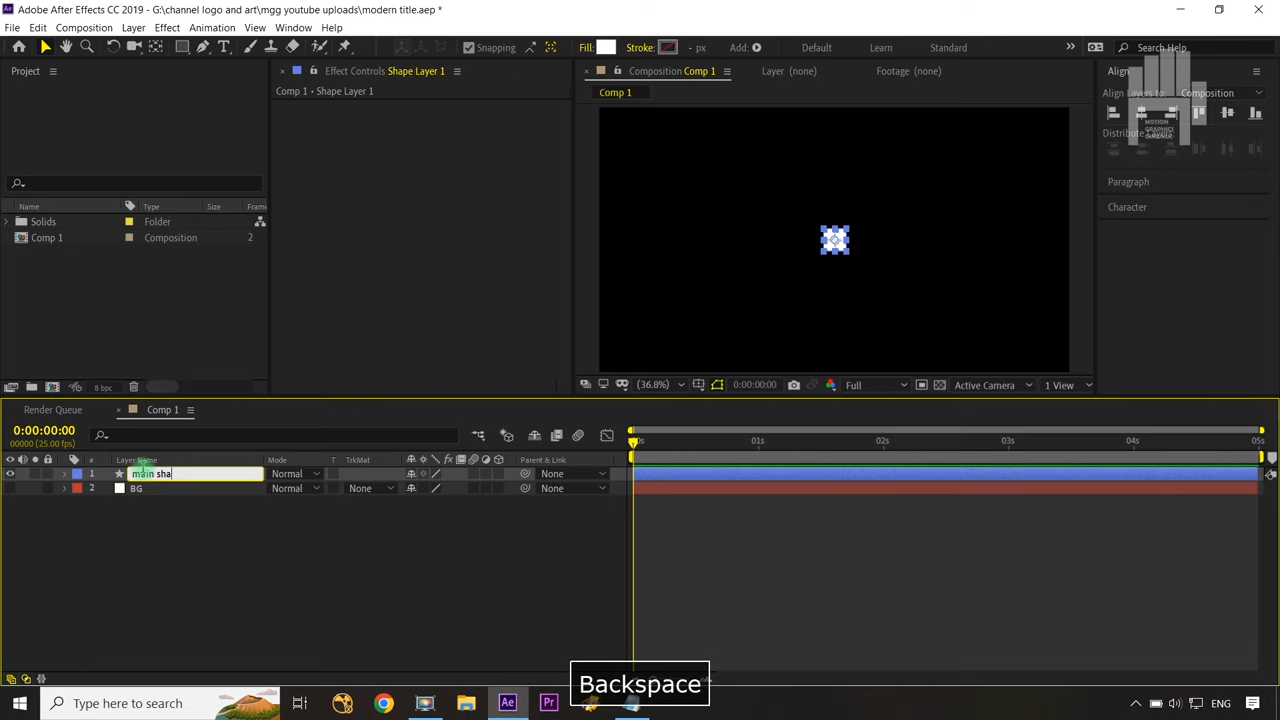 Adobe After Effects CC 2019 - G:\channel logo and art\mgg youtube uploads\modern title.aep *
File Edit Composition Layer Effect Animation View Window Help
Snapping Fill: Stroke: - px Add: Default Learn Standard Search Help
Project Effect Controls Shape Layer 1 Composition Comp 1 Layer (none) Footage (none) Align
Comp 1 • Shape Layer 1 Comp 1 Align Layers to: Composition
MOTION
GRAPHICS
Distribute Layers
Paragraph
Character
Name Type Size Frame
Solids Folder
Comp 1 Composition 2
8 bpc (36.8%) 0:00:00:00 Full Active Camera 1 View
Render Queue Comp 1
0:00:00:00
00000 (25.00 fps) 0s 01s 02s 03s 04s 05s
# Layer Name Mode T TrkMat Parent & Link
1 main sha Normal None
2 BG Normal None None
Backspace
Type here to search Ae Pr ENG